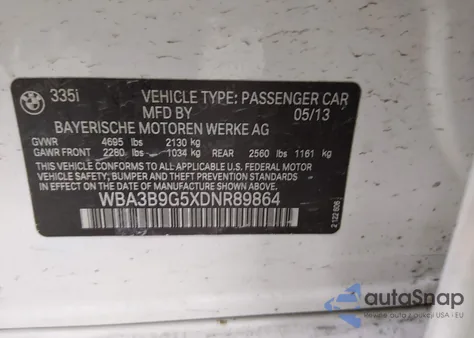 335i VEHICLE TYPE: PASSENGER CAR
MFD BY 05/13
BAYERISCHE MOTOREN WERKE AG
GVWR 4695 lbs 2130 kg
GAWR FRONT 2280 lbs 1034 kg REAR 2560 lbs 1161 kg
THIS VEHICLE CONFORMS TO ALL APPLICABLE U.S. FEDERAL MOTOR
VEHICLE SAFETY, BUMPER, AND THEFT PREVENTION STANDARDS
IN EFFECT ON THE DATE OF MANUFACTURE SHOWN ABOVE.
WBA3B9G5XDNR89864
autoSnap